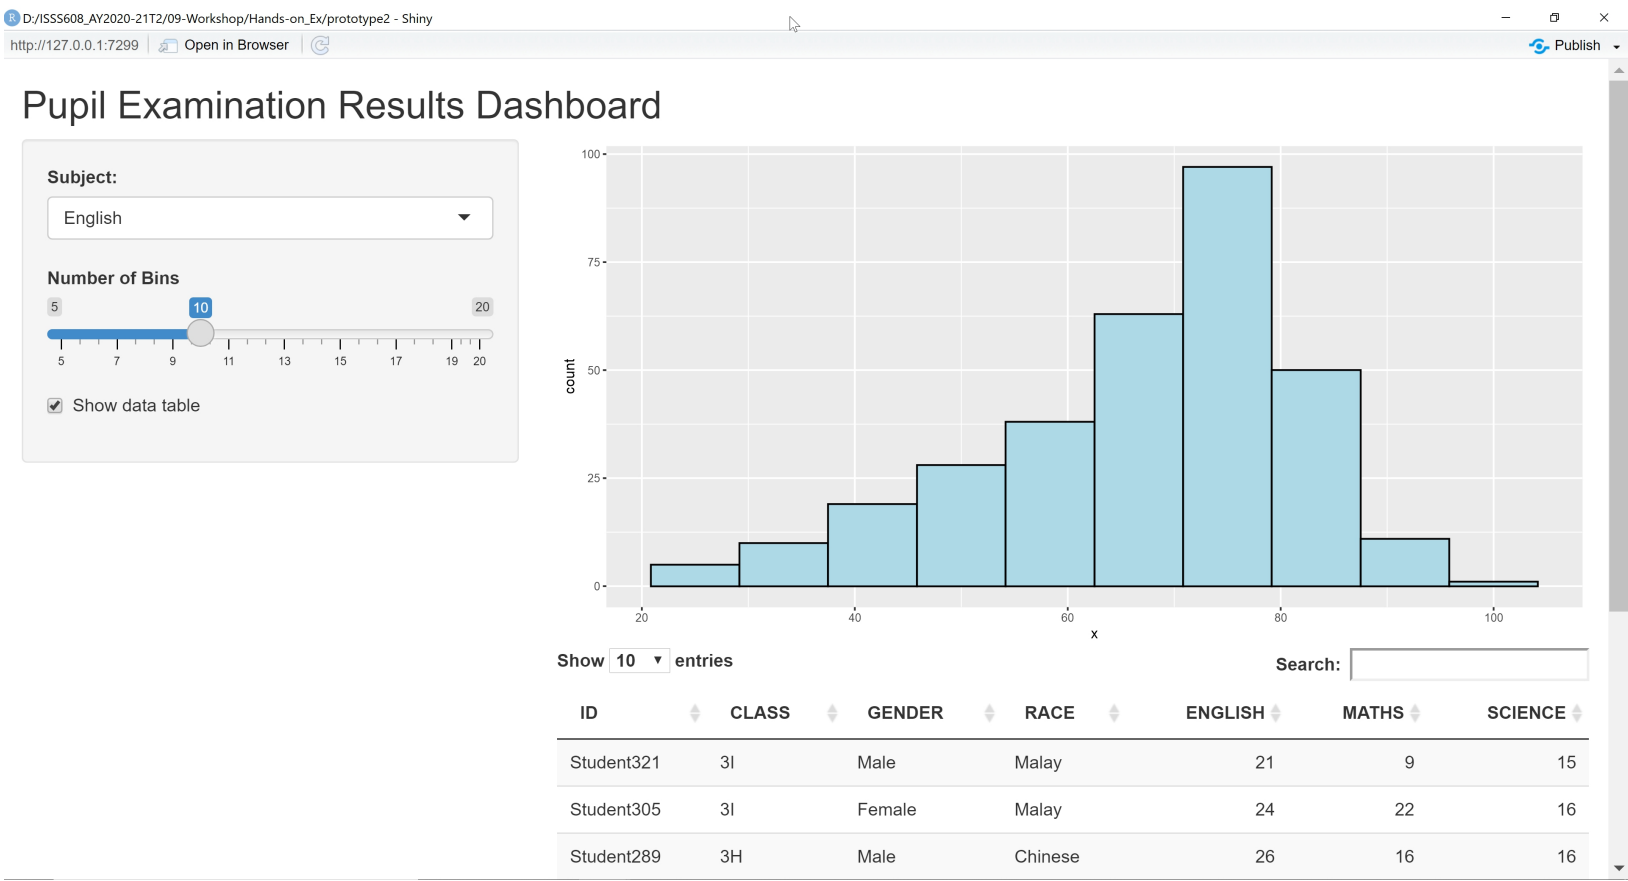 D:/ISSS608_AY2020-21T2/09-Workshop/Hands-on_Ex/prototype2 - Shiny
http://127.0.0.1:7299 Open in Browser Publish
Pupil Examination Results Dashboard
Subject:
English
Number of Bins
5 10 20
5 7 9 11 13 15 17 19 20
Show data table
100
75
50
25
0
count
20 40 60 80 100
x
Show 10 entries Search:
ID CLASS GENDER RACE ENGLISH MATHS SCIENCE
Student321 3I Male Malay 21 9 15
Student305 3I Female Malay 24 22 16
Student289 3H Male Chinese 26 16 16